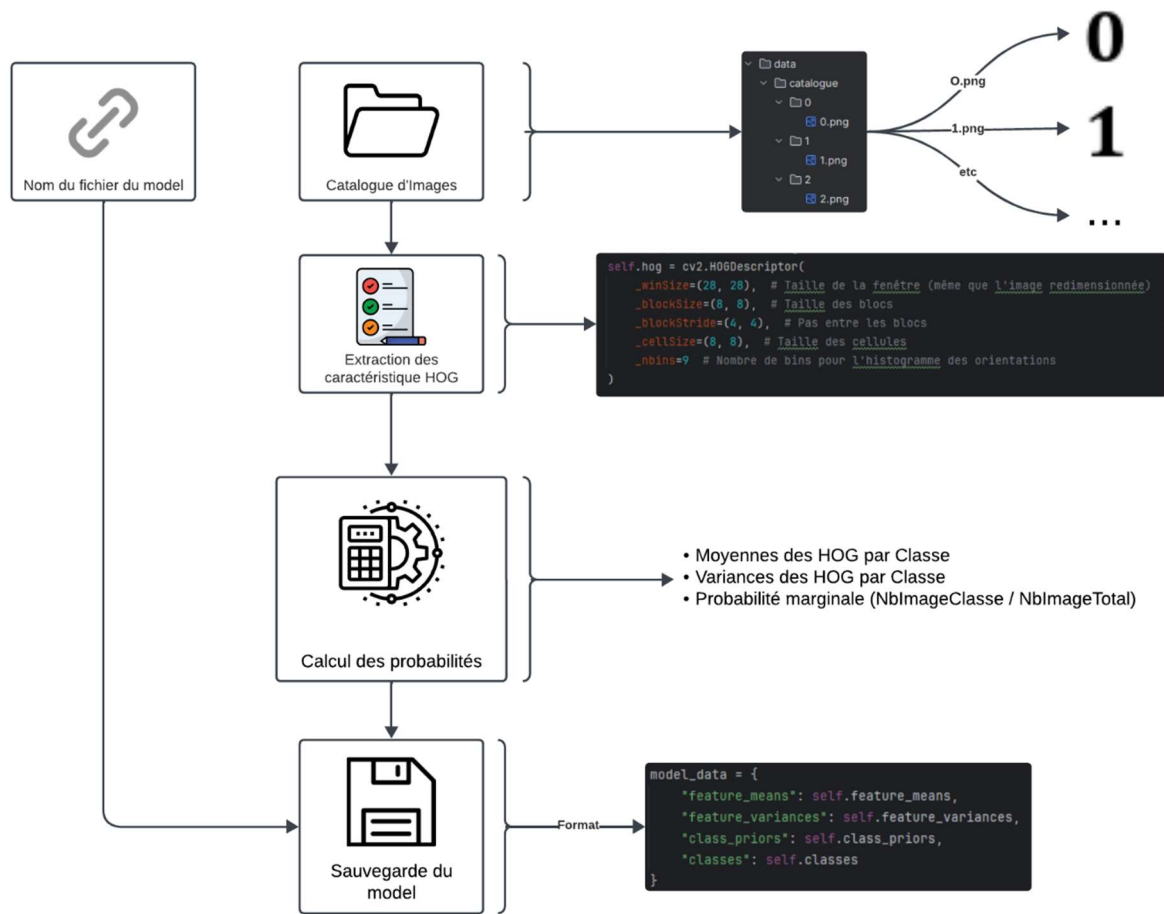 Nom du fichier du model
Catalogue d'Images
data
catalogue
0
0.png
1
1.png
2
2.png
O.png
1.png
etc
0
1
...
Extraction des
caractéristique HOG
self.hog = cv2.HOGDescriptor(
_winSize=(28, 28),  # Taille de la fenêtre (même que l'image redimensionnée)
_blockSize=(8, 8),  # Taille des blocs
_blockStride=(4, 4),  # Pas entre les blocs
_cellSize=(8, 8),  # Taille des cellules
_nbins=9  # Nombre de bins pour l'histogramme des orientations
)
Calcul des probabilités
• Moyennes des HOG par Classe
• Variances des HOG par Classe
• Probabilité marginale (NbImageClasse / NbImageTotal)
Sauvegarde du
model
Format
model_data = {
"feature_means": self.feature_means,
"feature_variances": self.feature_variances,
"class_priors": self.class_priors,
"classes": self.classes
}